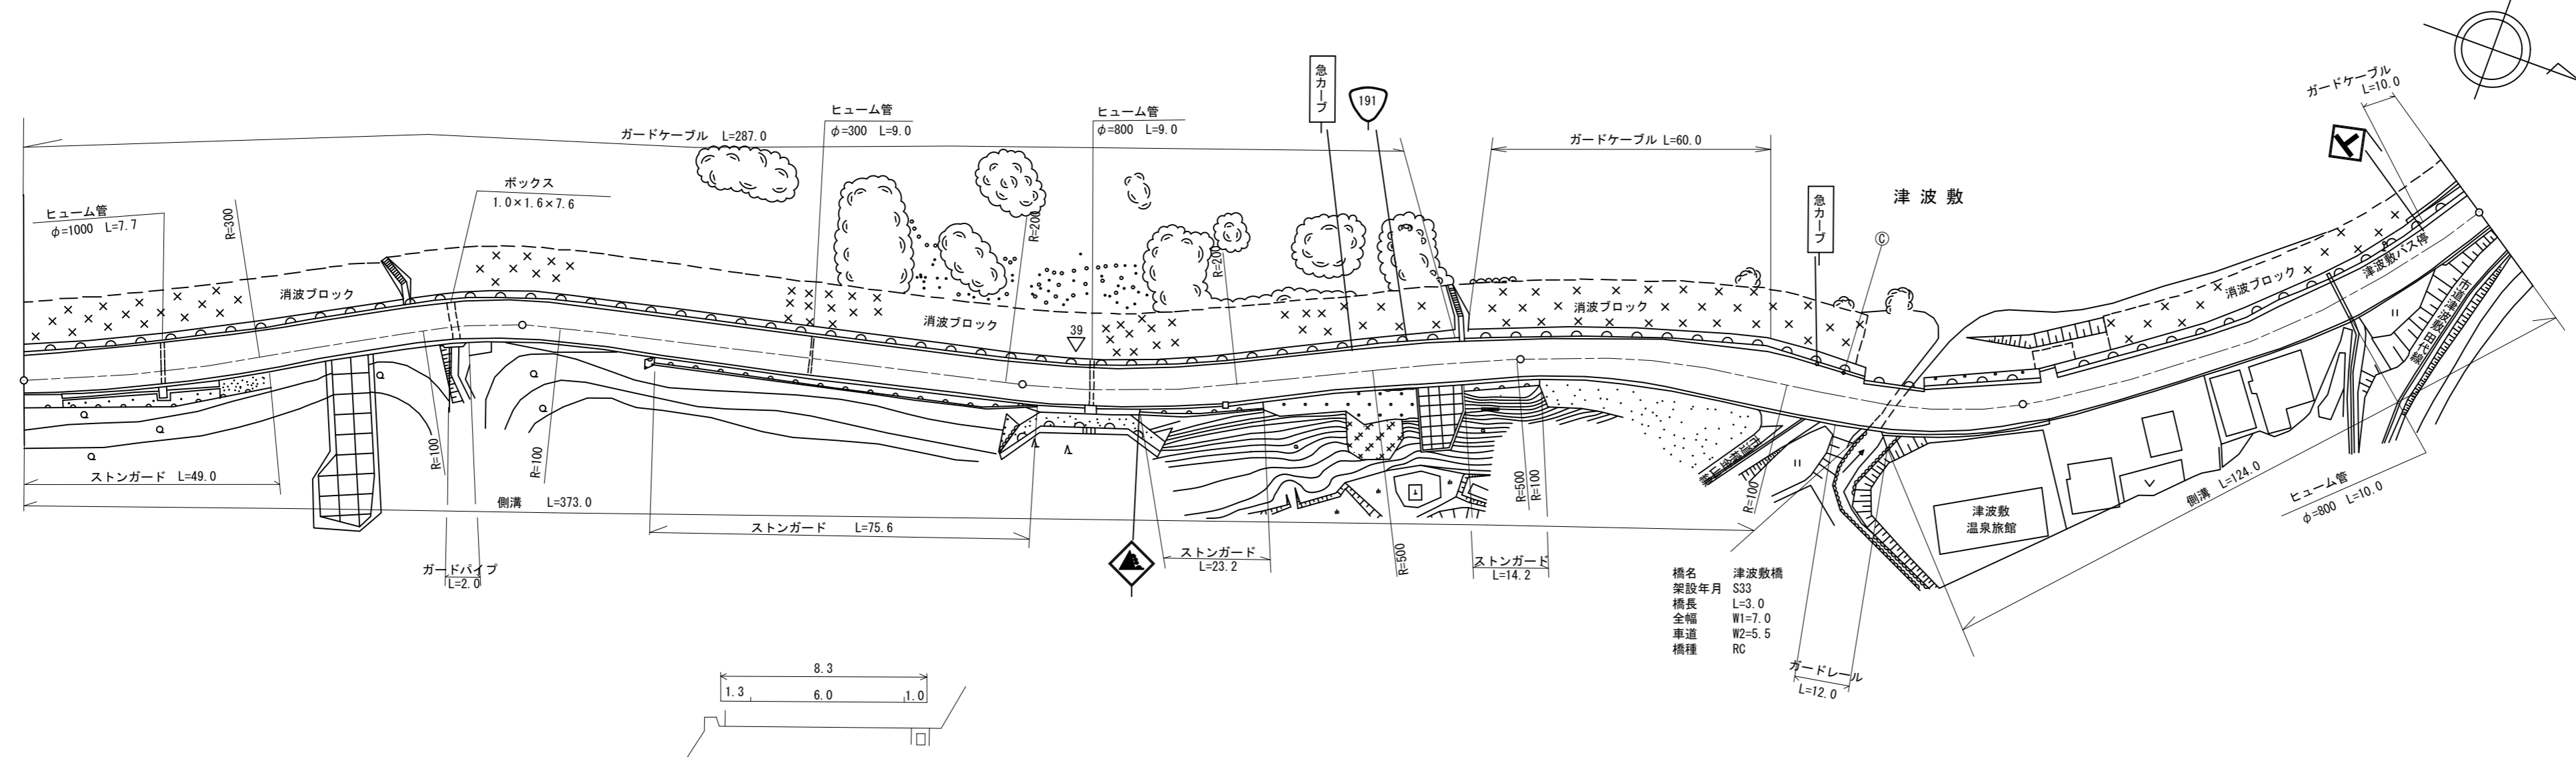 ガードケーブル L=287.0
ヒューム管
φ=300 L=9.0
ヒューム管
φ=800 L=9.0
急カーブ
191
ガードケーブル L=60.0
ガードケーブル
L=10.0
津波敷
急カーブ
Ⓒ
ボックス
1.0×1.6×7.6
ヒューム管
φ=1000 L=7.7
R=300
R=200
R=200
消波ブロック
消波ブロック
消波ブロック
消波ブロック
津波敷バス停
市道津波敷田代線
39
R=100
R=100
R=500
R=100
R=100
R=500
ストンガード L=49.0
側溝 L=373.0
ストンガード L=75.6
ガードパイプ
L=2.0
ストンガード
L=23.2
ストンガード
L=14.2
津波敷
温泉旅館
側溝 L=124.0
ヒューム管
φ=800 L=10.0
橋名 津波敷橋
架設年月 S33
橋長 L=3.0
全幅 W1=7.0
車道 W2=5.5
橋種 RC
ガードレール
L=12.0
8.3
1.3 6.0 1.0